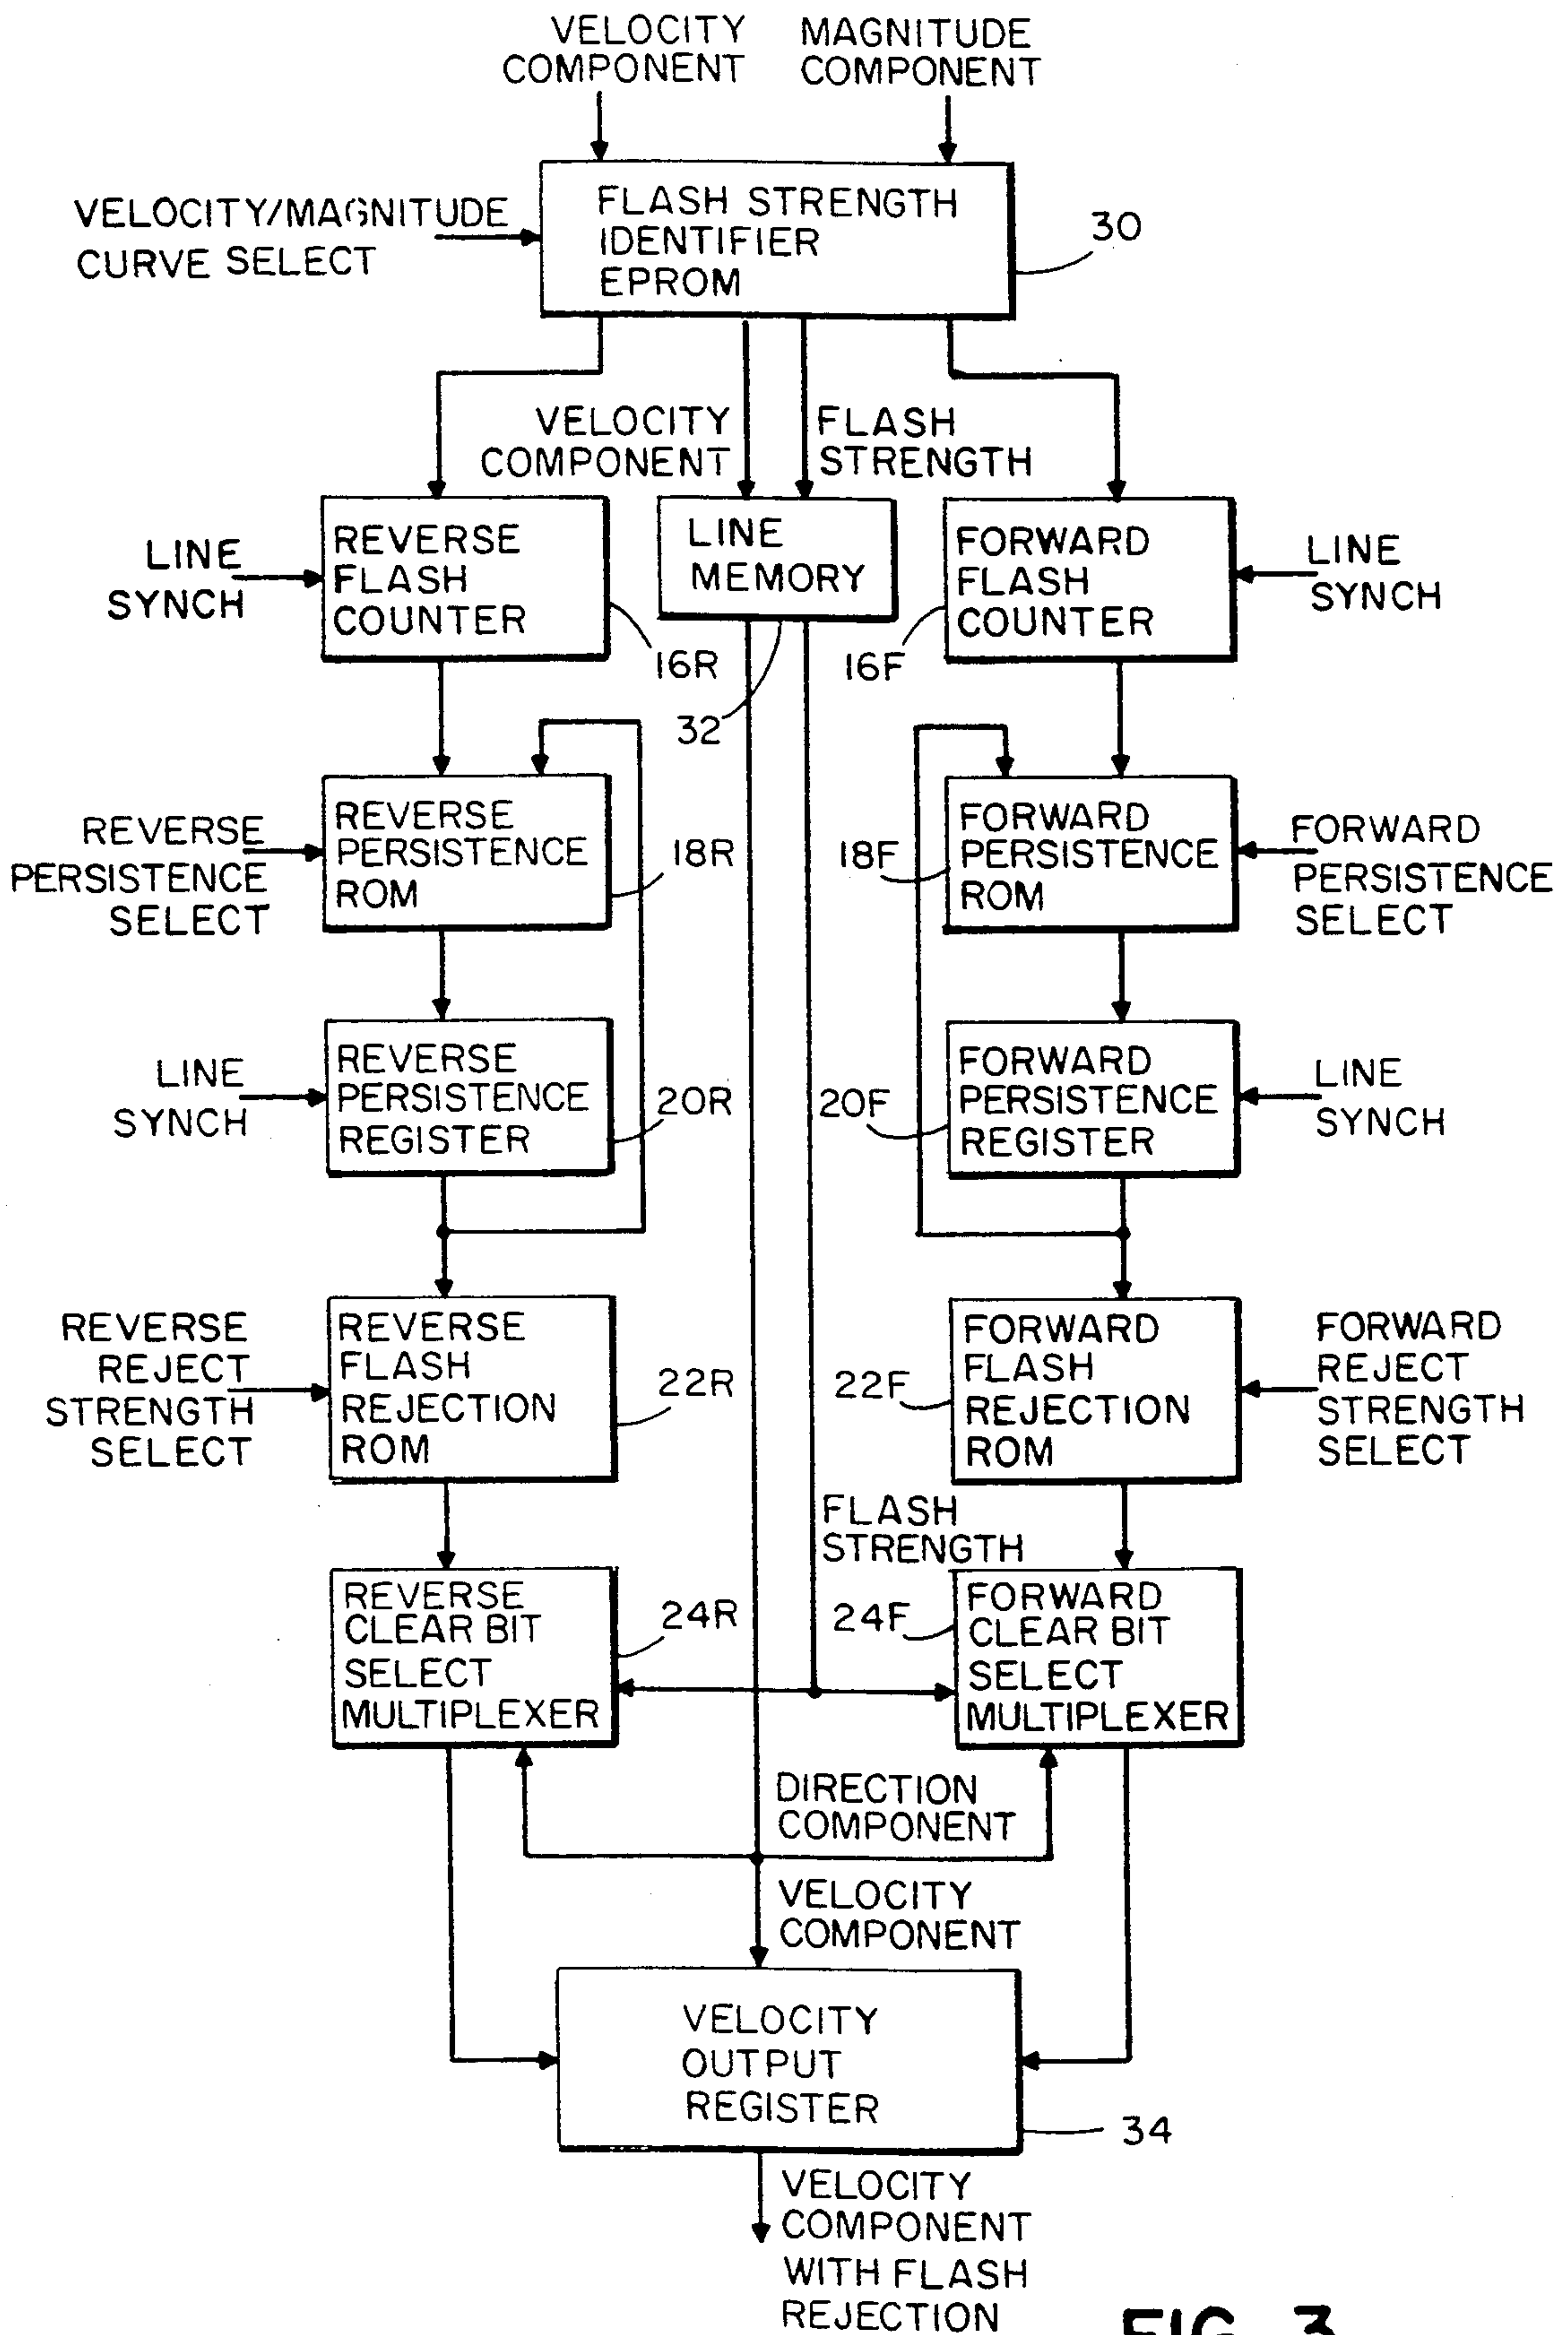 VELOCITY
COMPONENT
MAGNITUDE
COMPONENT
VELOCITY/MAGNITUDE
CURVE SELECT
FLASH STRENGTH
IDENTIFIER
EPROM
30
VELOCITY
COMPONENT
FLASH
STRENGTH
LINE
SYNCH
REVERSE
FLASH
COUNTER
16R
LINE
MEMORY
32
FORWARD
FLASH
COUNTER
16F
LINE
SYNCH
REVERSE
PERSISTENCE
SELECT
REVERSE
PERSISTENCE
ROM
18R
18F
FORWARD
PERSISTENCE
ROM
FORWARD
PERSISTENCE
SELECT
LINE
SYNCH
REVERSE
PERSISTENCE
REGISTER
20R
20F
FORWARD
PERSISTENCE
REGISTER
LINE
SYNCH
REVERSE
REJECT
STRENGTH
SELECT
REVERSE
FLASH
REJECTION
ROM
22R
22F
FORWARD
FLASH
REJECTION
ROM
FORWARD
REJECT
STRENGTH
SELECT
FLASH
STRENGTH
REVERSE
CLEAR BIT
SELECT
MULTIPLEXER
24R
24F
FORWARD
CLEAR BIT
SELECT
MULTIPLEXER
DIRECTION
COMPONENT
VELOCITY
COMPONENT
VELOCITY
OUTPUT
REGISTER
34
VELOCITY
COMPONENT
WITH FLASH
REJECTION
FIG. 3